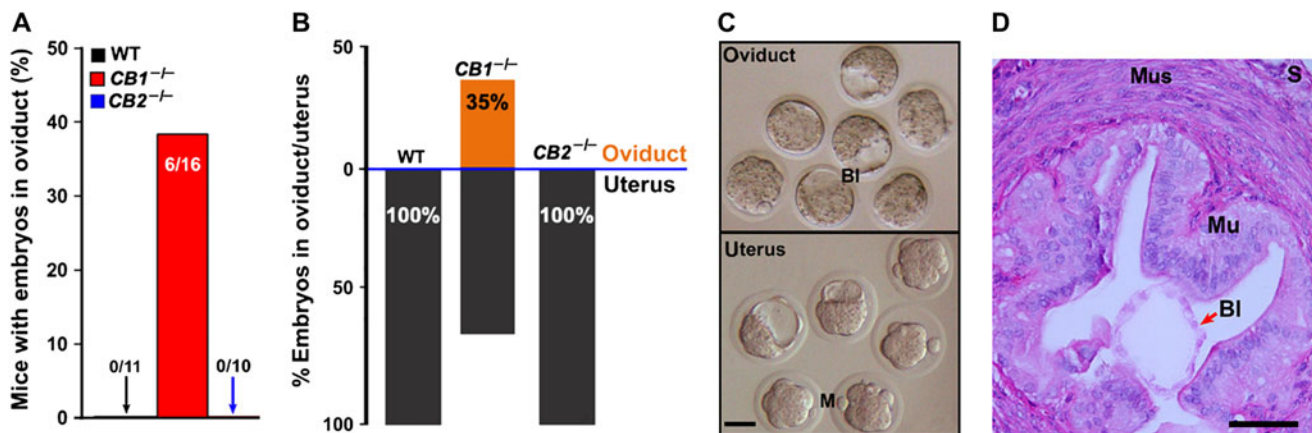 A
Mice with embryos in oviduct (%)
50
40
30
20
10
0
WT
CB1−/−
CB2−/−
0/11
6/16
0/10
B
% Embryos in oviduct/uterus
50
0
50
100
WT
CB1−/−
CB2−/−
35%
100%
100%
Oviduct
Uterus
C
Oviduct
Bl
Uterus
M
D
Mus
S
Mu
Bl